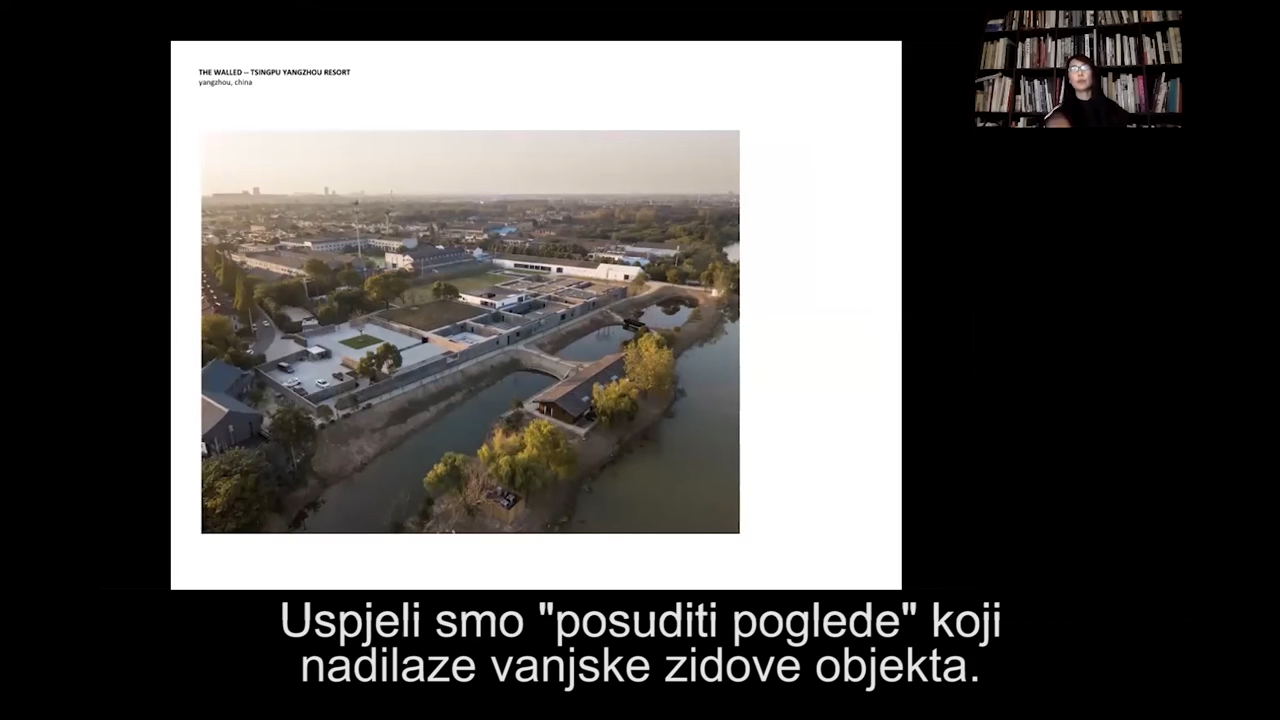 THE WALLED -- TSINGPU YANGZHOU RESORT
yangzhou, china
Uspjeli smo "posuditi poglede" koji
nadilaze vanjske zidove objekta.